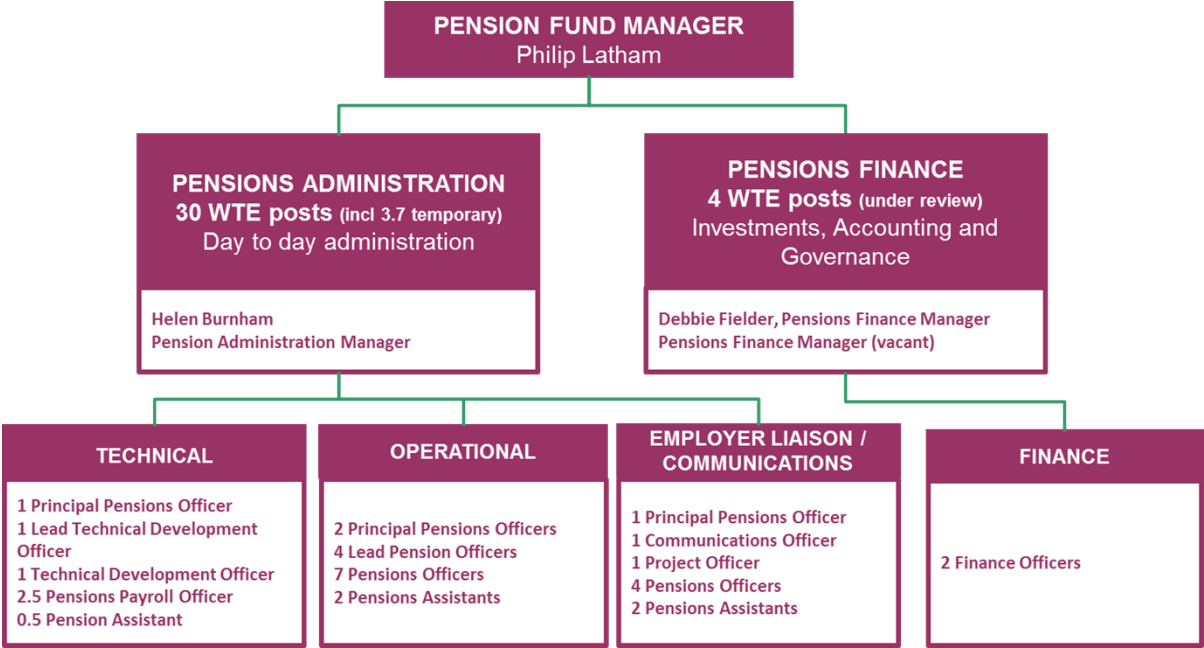 PENSION FUND MANAGER
Philip Latham
PENSIONS ADMINISTRATION
30 WTE posts (incl 3.7 temporary)
Day to day administration
Helen Burnham
Pension Administration Manager
PENSIONS FINANCE
4 WTE posts (under review)
Investments, Accounting and
Governance
Debbie Fielder, Pensions Finance Manager
Pensions Finance Manager (vacant)
TECHNICAL
1 Principal Pensions Officer
1 Lead Technical Development
Officer
1 Technical Development Officer
2.5 Pensions Payroll Officer
0.5 Pension Assistant
OPERATIONAL
2 Principal Pensions Officers
4 Lead Pension Officers
7 Pensions Officers
2 Pensions Assistants
EMPLOYER LIAISON /
COMMUNICATIONS
1 Principal Pensions Officer
1 Communications Officer
1 Project Officer
4 Pensions Officers
2 Pensions Assistants
FINANCE
2 Finance Officers